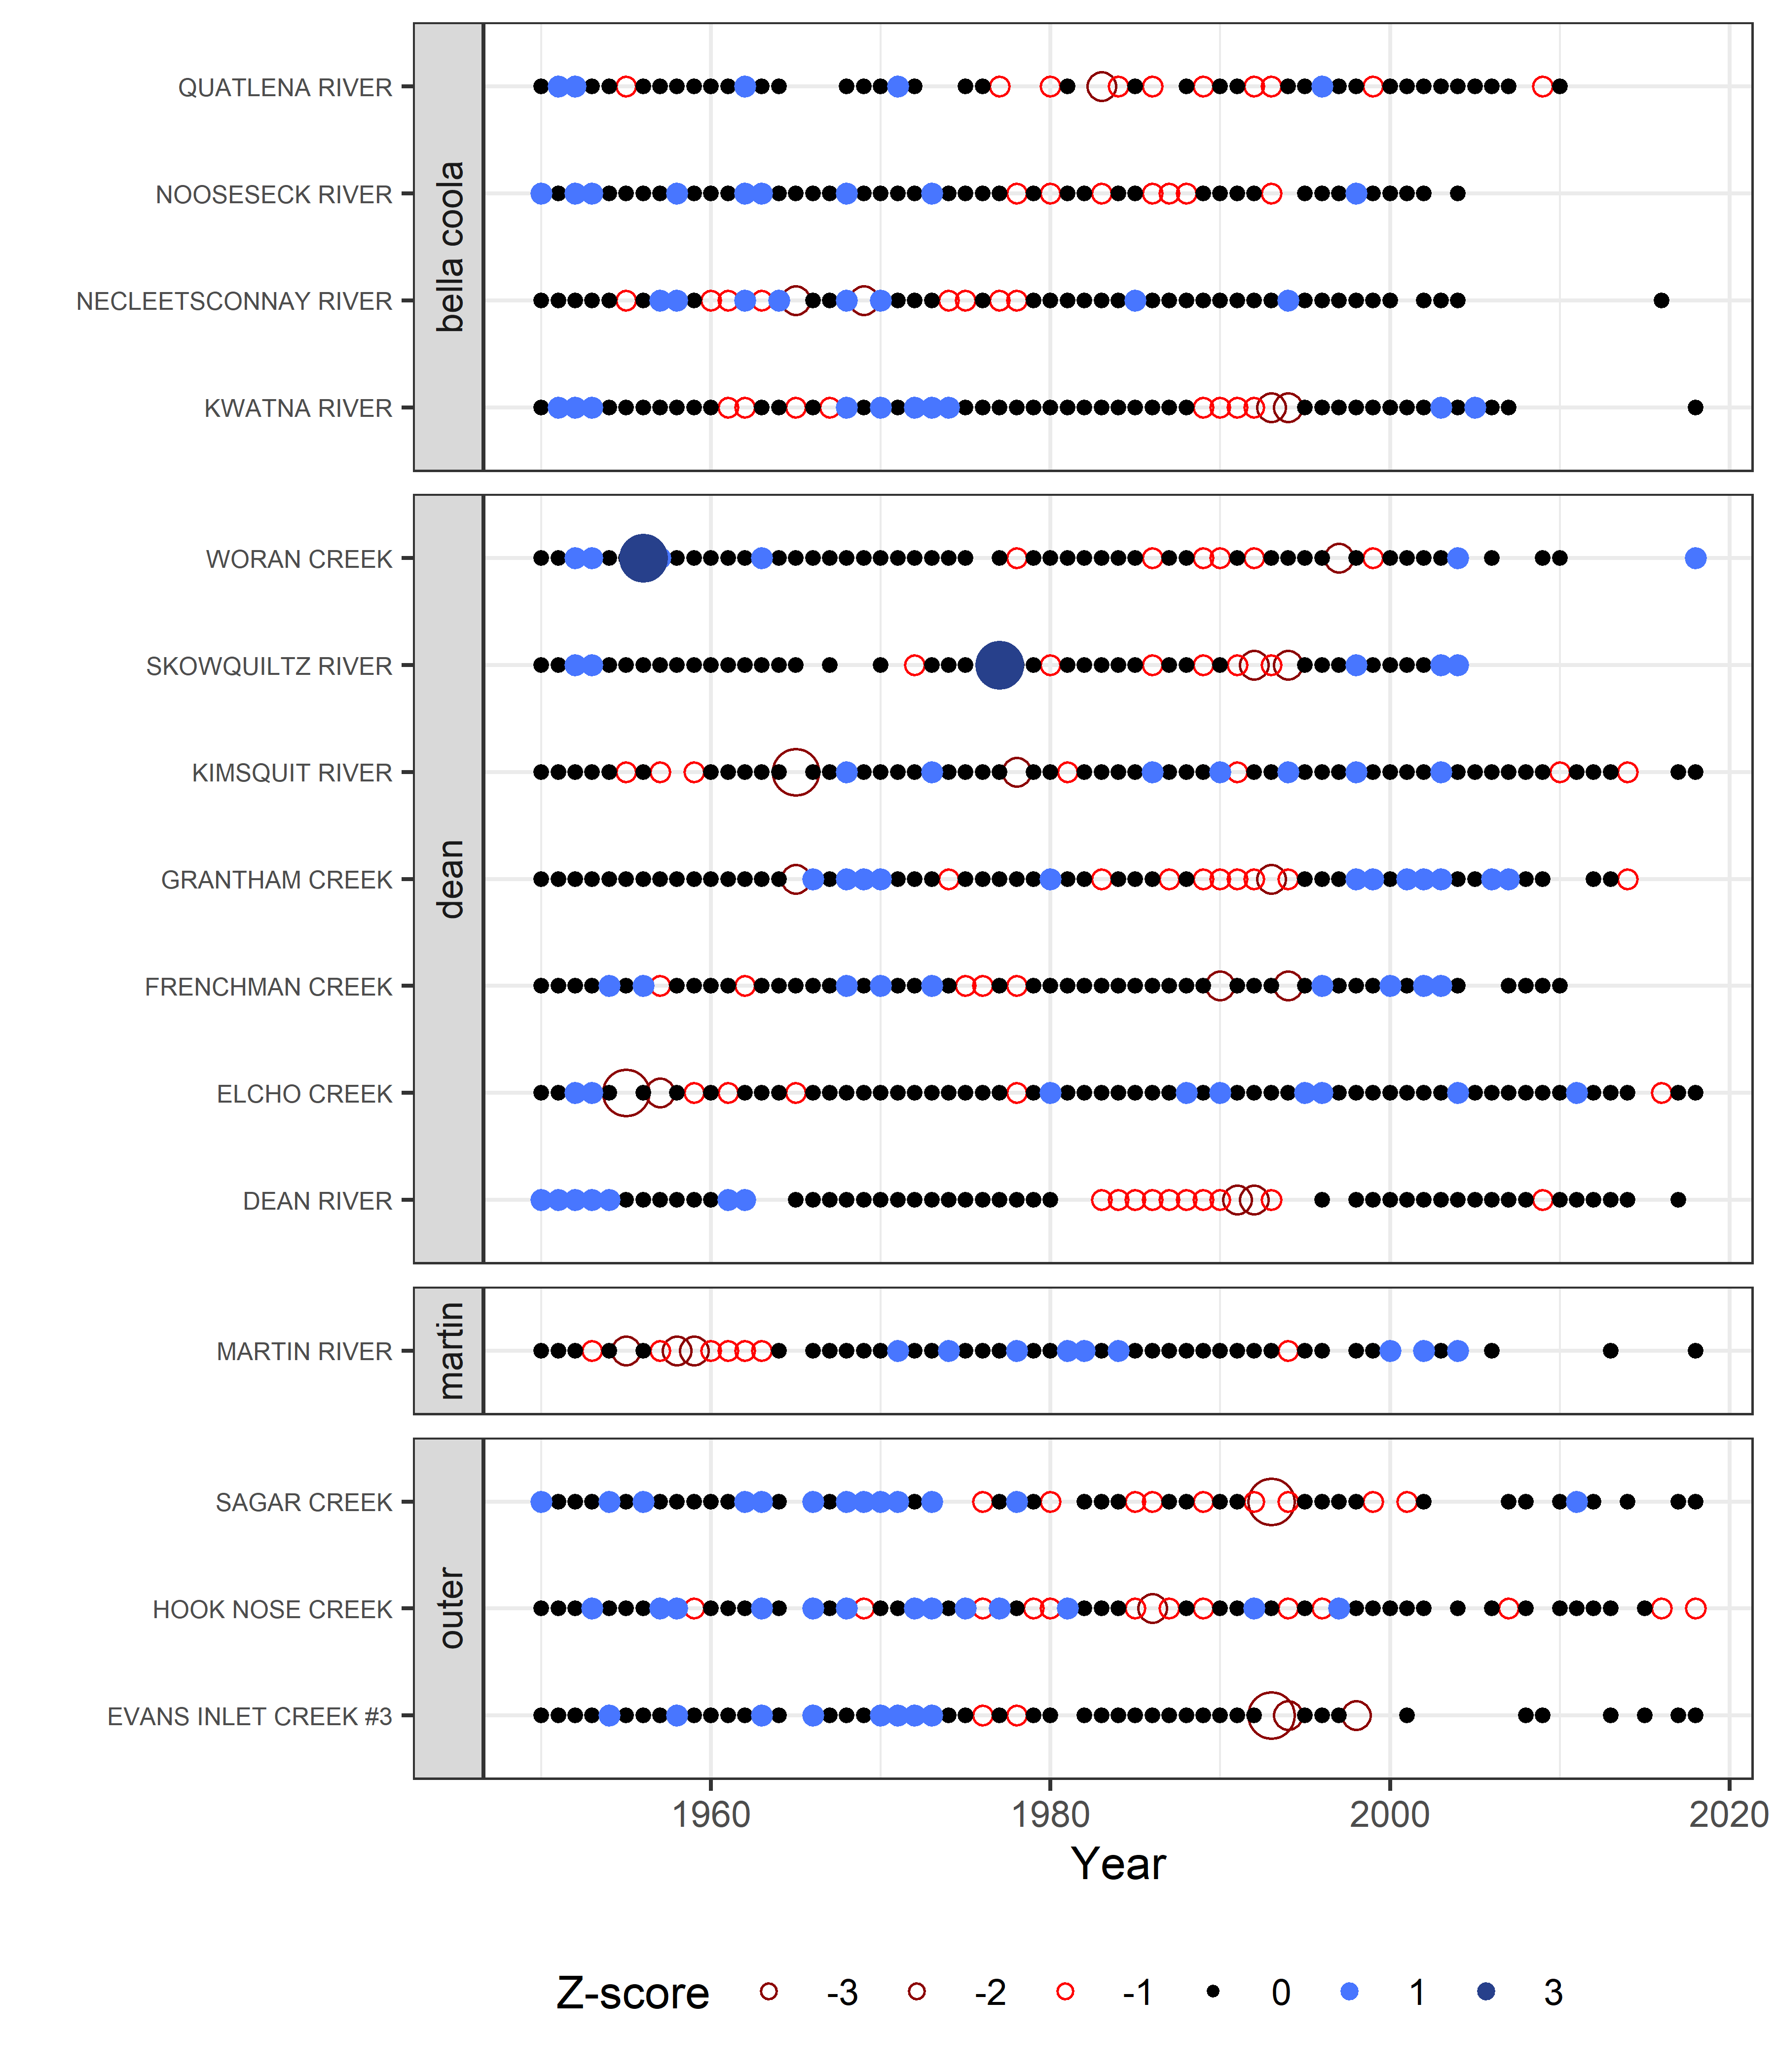 QUATLENA RIVER
NOOSESECK RIVER
NECLEETSCONNAY RIVER
KWATNA RIVER
bella coola
WORAN CREEK
SKOWQUILTZ RIVER
KIMSQUIT RIVER
GRANTHAM CREEK
FRENCHMAN CREEK
ELCHO CREEK
DEAN RIVER
dean
MARTIN RIVER
martin
SAGAR CREEK
HOOK NOSE CREEK
EVANS INLET CREEK #3
outer
1960 1980 2000 2020
Year
Z-score -3 -2 -1 0 1 3